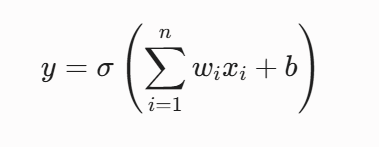 y = σ ( ∑_{i=1}^{n} w_i x_i + b )